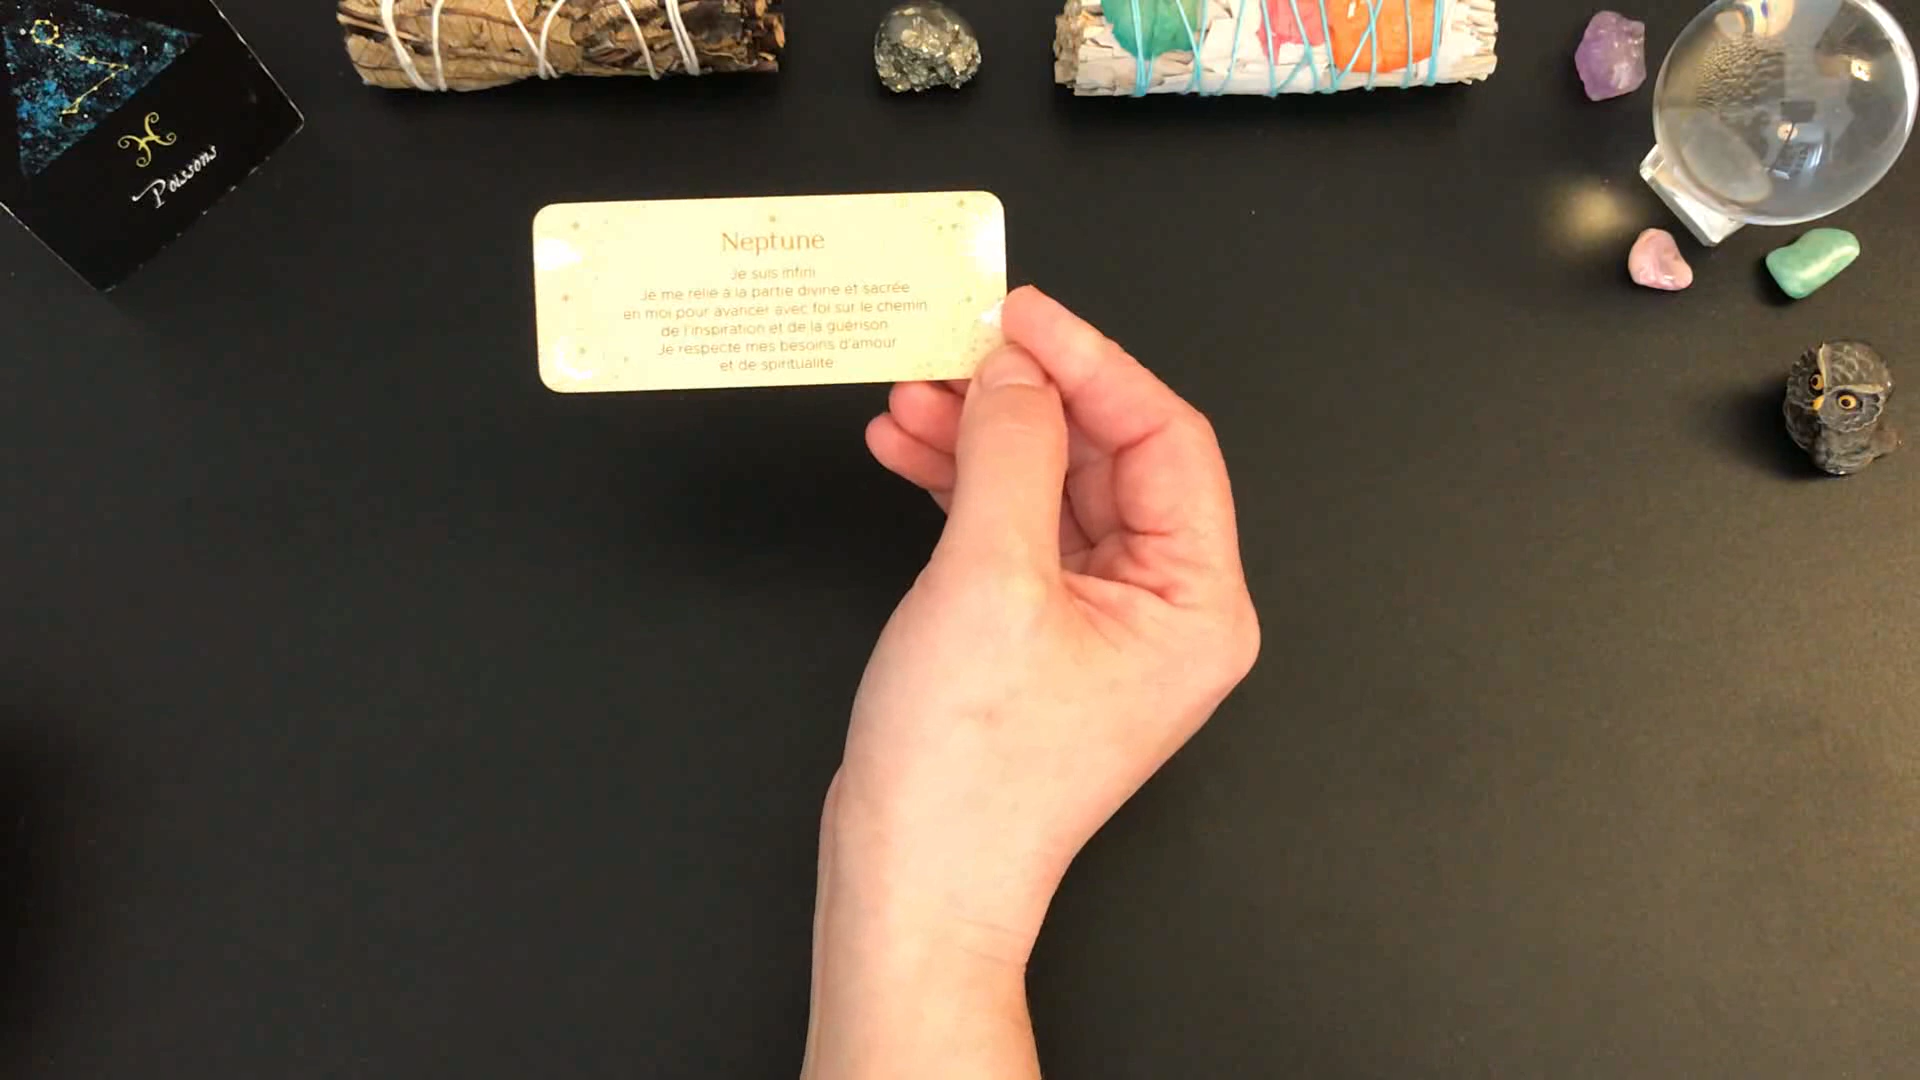 Poissons
Neptune
Je suis infini
Je me relie à la partie divine et sacrée
en moi pour avancer avec foi sur le chemin
de l'inspiration et de la guérison
Je respecte mes besoins d'amour
et de spiritualité